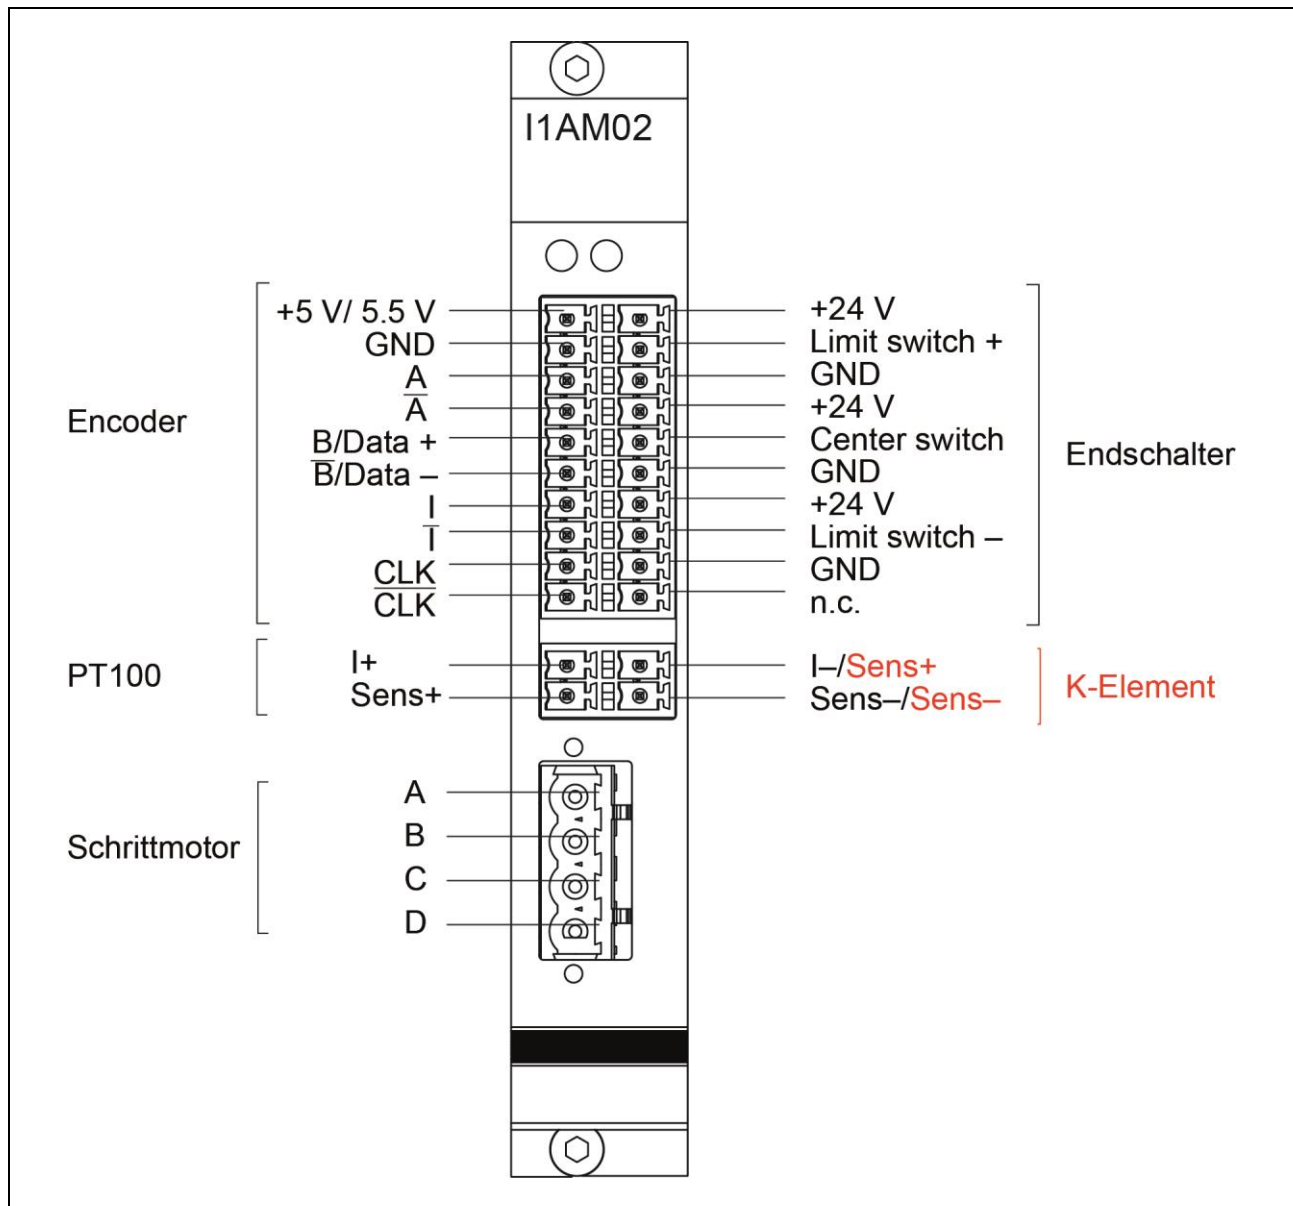 I1AM02
Encoder
+5 V/ 5.5 V
GND
A
A̅
B/Data +
B̅/Data –
I
I̅
CLK
C̅L̅K̅
+24 V
Limit switch +
GND
+24 V
Center switch
GND
+24 V
Limit switch –
GND
n.c.
Endschalter
PT100
I+
Sens+
I–/Sens+
Sens–/Sens–
K-Element
Schrittmotor
A
B
C
D